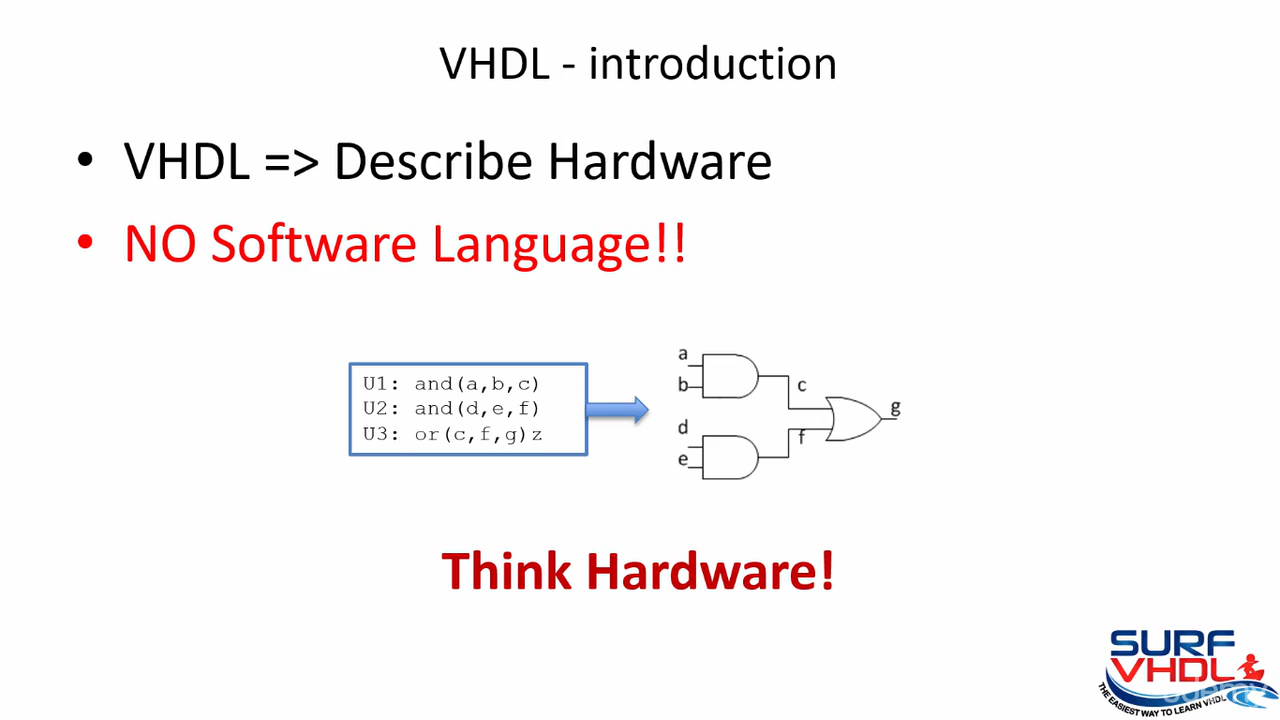 VHDL - introduction
• VHDL => Describe Hardware
• NO Software Language!!
U1: and(a,b,c)
U2: and(d,e,f)
U3: or(c,f,g)z
a
b
c
d
e
f
g
Think Hardware!
SURF
VHDL
THE EASIEST WAY TO LEARN VHDL
udemy